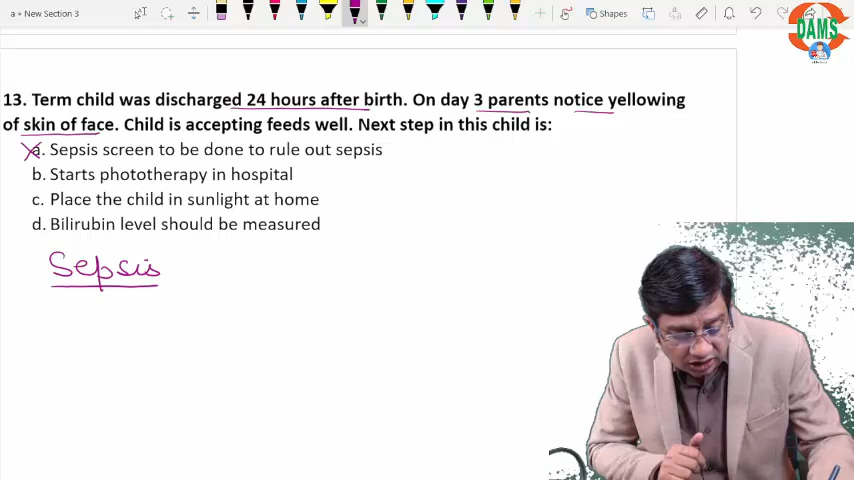 a « New Section 3
Shapes
DAMS
13. Term child was discharged 24 hours after birth. On day 3 parents notice yellowing
of skin of face. Child is accepting feeds well. Next step in this child is:
a. Sepsis screen to be done to rule out sepsis
b. Starts phototherapy in hospital
c. Place the child in sunlight at home
d. Bilirubin level should be measured
Sepsis